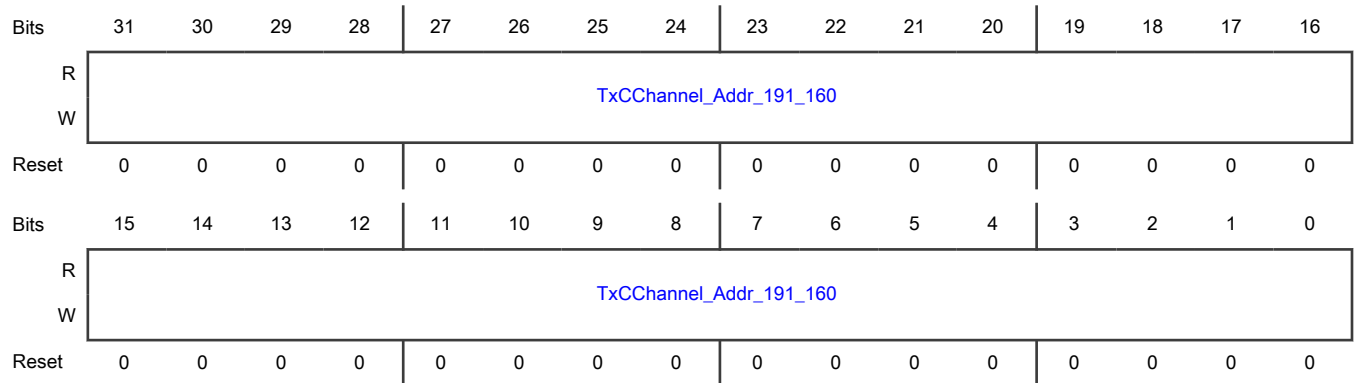 Bits 31 30 29 28 27 26 25 24 23 22 21 20 19 18 17 16
R
TxCChannel_Addr_191_160
W
Reset 0 0 0 0 0 0 0 0 0 0 0 0 0 0 0 0
Bits 15 14 13 12 11 10 9 8 7 6 5 4 3 2 1 0
R
TxCChannel_Addr_191_160
W
Reset 0 0 0 0 0 0 0 0 0 0 0 0 0 0 0 0